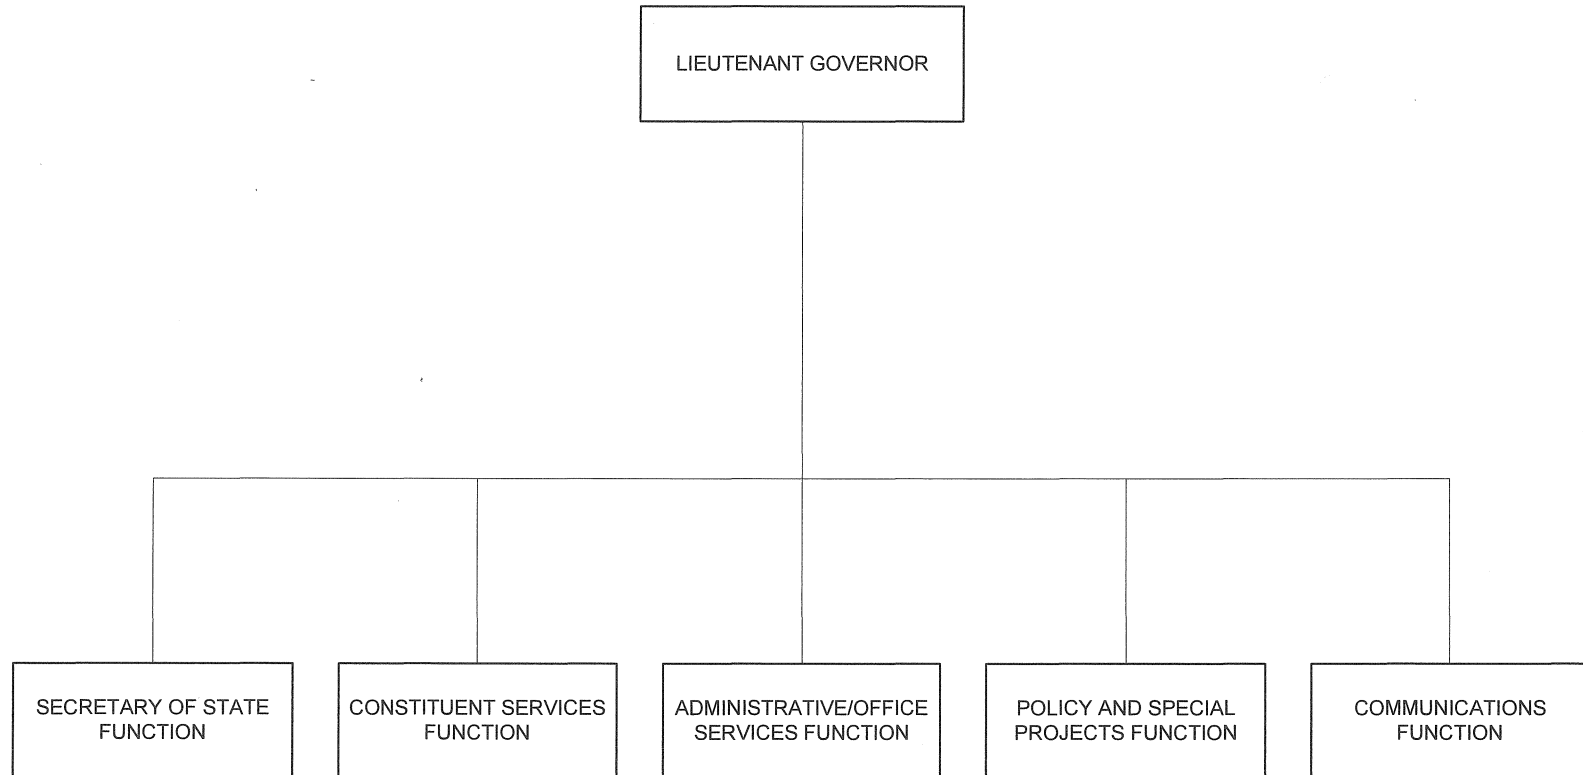 LIEUTENANT GOVERNOR
SECRETARY OF STATE
FUNCTION
CONSTITUENT SERVICES
FUNCTION
ADMINISTRATIVE/OFFICE
SERVICES FUNCTION
POLICY AND SPECIAL
PROJECTS FUNCTION
COMMUNICATIONS
FUNCTION